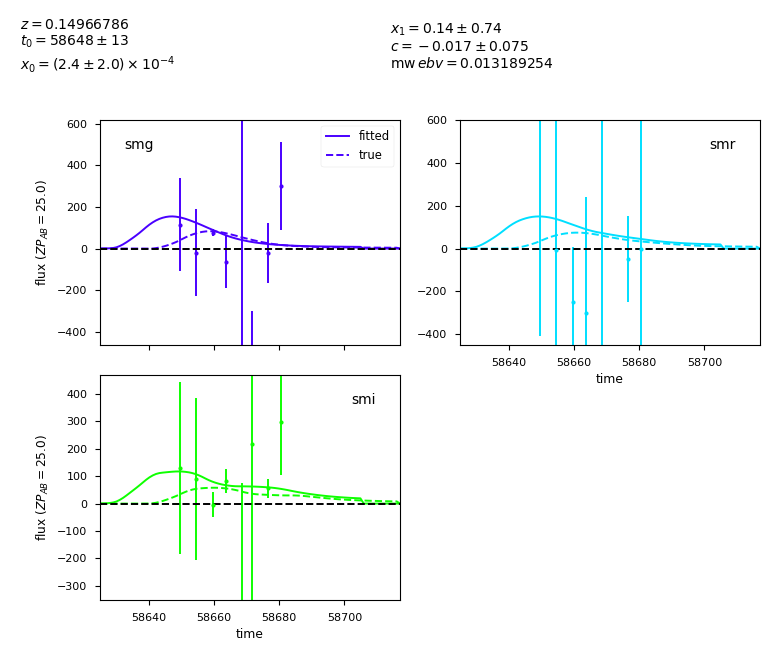 z = 0.14966786
t₀ = 58648 ± 13
x₀ = (2.4 ± 2.0) × 10⁻⁴
x₁ = 0.14 ± 0.74
c = −0.017 ± 0.075
mw ebv = 0.013189254
smg
fitted
true
flux (ZP_AB = 25.0)
600
400
200
0
−200
−400
smr
600
400
200
0
−200
−400
58640 58660 58680 58700
time
smi
flux (ZP_AB = 25.0)
400
300
200
100
0
−100
−200
−300
58640 58660 58680 58700
time